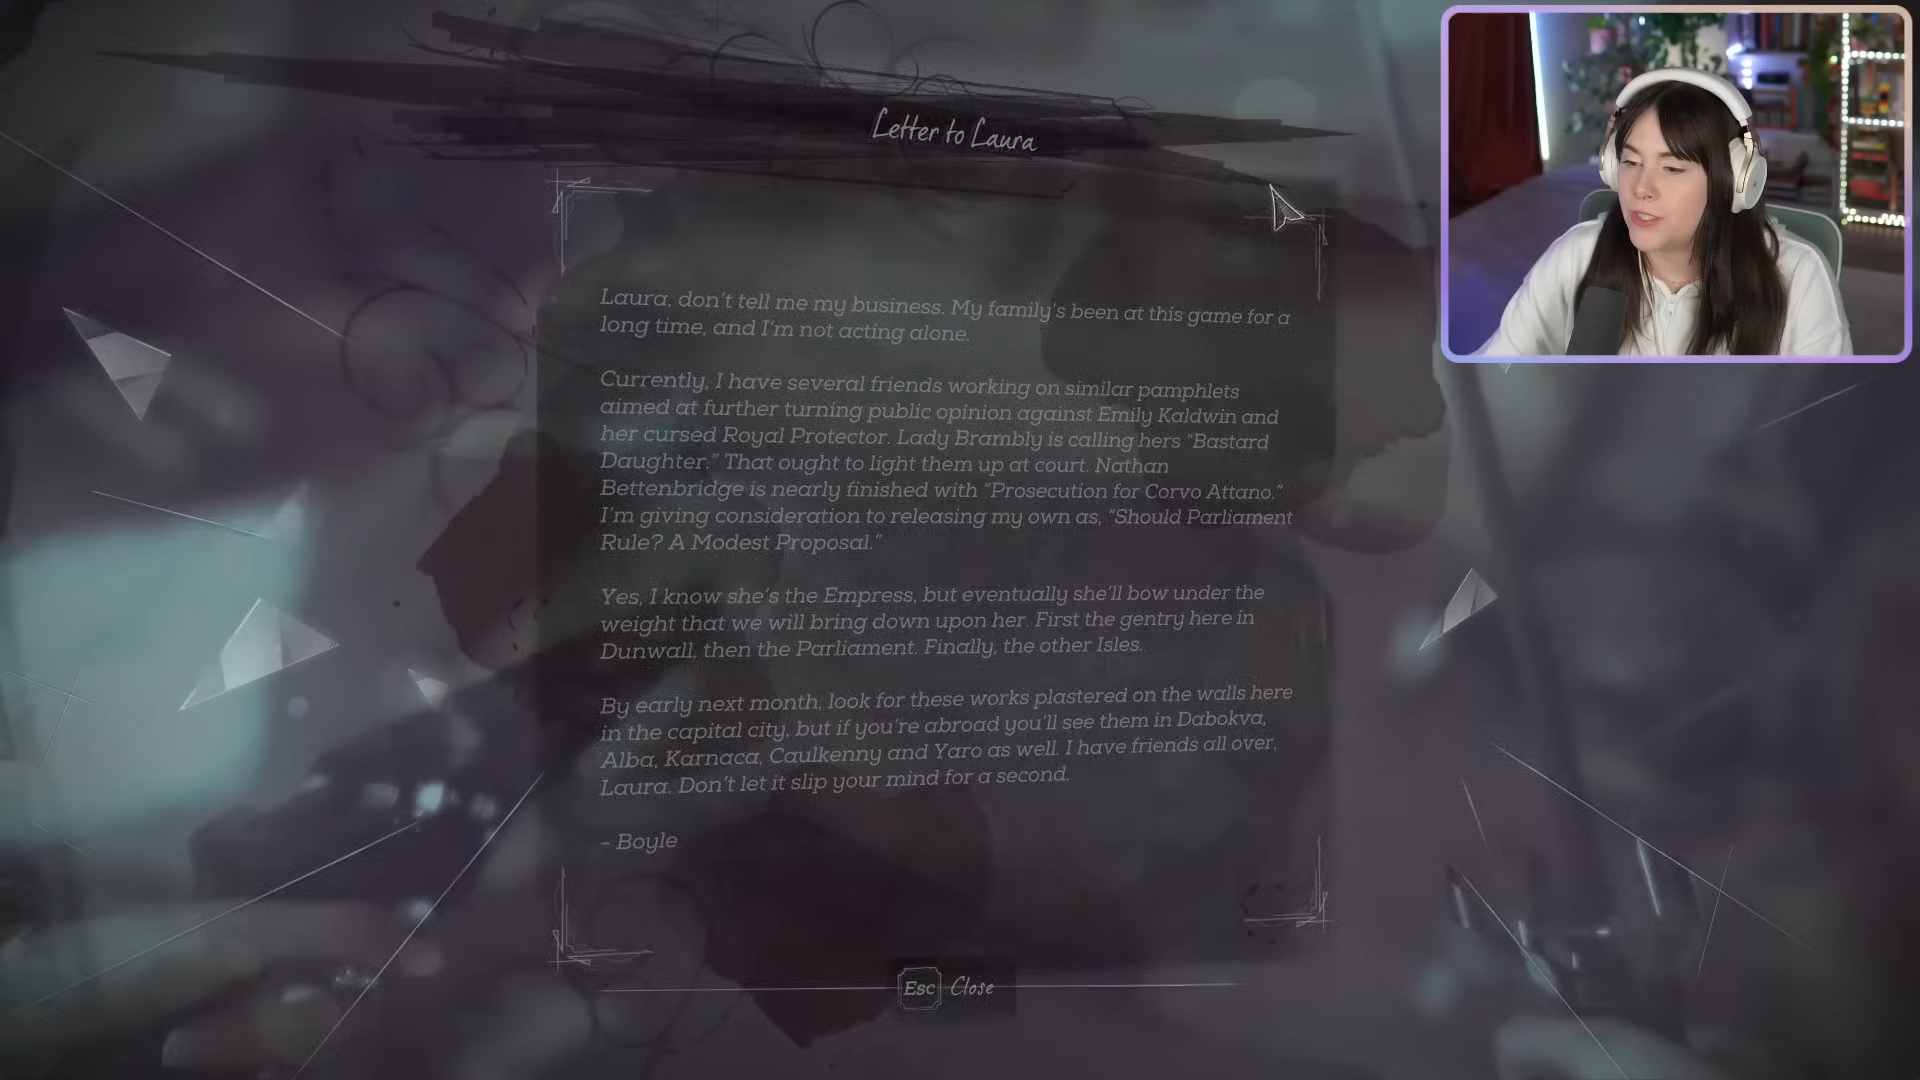 Letter to Laura
Laura, don't tell me my business. My family's been at this game for a
long time, and I'm not acting alone.
Currently, I have several friends working on similar pamphlets
aimed at further turning public opinion against Emily Kaldwin and
her cursed Royal Protector. Lady Brambly is calling hers "Bastard
Daughter." That ought to light them up at court. Nathan
Bettenbridge is nearly finished with "Prosecution for Corvo Attano."
I'm giving consideration to releasing my own as, "Should Parliament
Rule? A Modest Proposal."
Yes, I know she's the Empress, but eventually she'll bow under the
weight that we will bring down upon her. First the gentry here in
Dunwall, then the Parliament. Finally, the other Isles.
By early next month, look for these works plastered on the walls here
in the capital city, but if you're abroad you'll see them in Dabokva,
Alba, Karnaca, Caulkenny and Yaro as well. I have friends all over,
Laura. Don't let it slip your mind for a second.
- Boyle
Esc Close